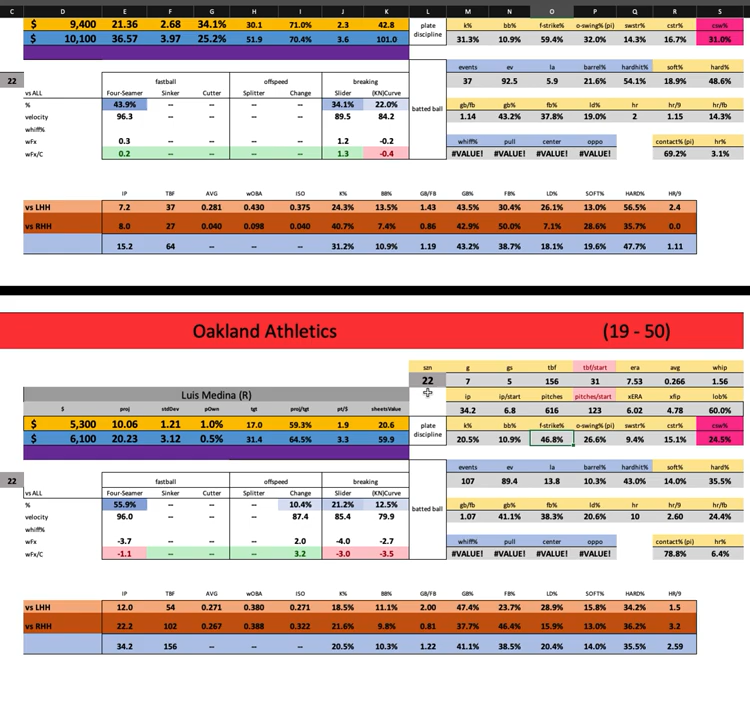 C D E F G H I J K L M N O P Q R S
$ 9,400 21.36 2.68 34.1% 30.1 71.0% 2.3 42.8 plate discipline k% bb% f-strike% o-swing% (pi) swstr% cstr% csw%
$ 10,100 36.57 3.97 25.2% 51.9 70.4% 3.6 101.0 31.3% 10.9% 59.4% 32.0% 14.3% 16.7% 31.0%
events ev la barrel% hardhit% soft% hard%
22 fastball offspeed breaking 37 92.5 5.9 21.6% 54.1% 18.9% 48.6%
vs ALL Four-Seamer Sinker Cutter Splitter Change Slider (KN)Curve
% 43.9% -- -- -- -- 34.1% 22.0% batted ball gb/fb gb% fb% ld% hr hr/9 hr/fb
velocity 96.3 -- -- -- -- 89.5 84.2 1.14 43.2% 37.8% 19.0% 2 1.15 14.3%
whiff%
wFx 0.3 1.2 -0.2 whiff% pull center oppo contact% (pi) hr%
wFx/C 0.2 -- -- -- -- 1.3 -0.4 #VALUE! #VALUE! #VALUE! #VALUE! 69.2% 3.1%
IP TBF AVG wOBA ISO K% BB% GB/FB GB% FB% LD% SOFT% HARD% HR/9
vs LHH 7.2 37 0.281 0.430 0.375 24.3% 13.5% 1.43 43.5% 30.4% 26.1% 13.0% 56.5% 2.4
vs RHH 8.0 27 0.040 0.098 0.040 40.7% 7.4% 0.86 42.9% 50.0% 7.1% 28.6% 35.7% 0.0
15.2 64 -- -- -- 31.2% 10.9% 1.19 43.2% 38.7% 18.1% 19.6% 47.7% 1.11
Oakland Athletics (19 - 50)
szn g gs tbf tbf/start era avg whip
22 7 5 156 31 7.53 0.266 1.56
Luis Medina (R) ip ip/start pitches pitches/start xERA xfip lob%
$ proj stdDev pOwn tgt proj/tgt pt/$ sheetsValue 34.2 6.8 616 123 6.02 4.78 60.0%
$ 5,300 10.06 1.21 1.0% 17.0 59.3% 1.9 20.6 plate discipline k% bb% f-strike% o-swing% (pi) swstr% cstr% csw%
$ 6,100 20.23 3.12 0.5% 31.4 64.5% 3.3 59.9 20.5% 10.9% 46.8% 26.6% 9.4% 15.1% 24.5%
events ev la barrel% hardhit% soft% hard%
22 fastball offspeed breaking 107 89.4 13.8 10.3% 43.0% 14.0% 35.5%
vs ALL Four-Seamer Sinker Cutter Splitter Change Slider (KN)Curve
% 55.9% -- -- -- 10.4% 21.2% 12.5% batted ball gb/fb gb% fb% ld% hr hr/9 hr/fb
velocity 96.0 -- -- -- 87.4 85.4 79.9 1.07 41.1% 38.3% 20.6% 10 2.60 24.4%
whiff%
wFx -3.7 2.0 -4.0 -2.7 whiff% pull center oppo contact% (pi) hr%
wFx/C -1.1 -- -- -- 3.2 -3.0 -3.5 #VALUE! #VALUE! #VALUE! #VALUE! 78.8% 6.4%
IP TBF AVG wOBA ISO K% BB% GB/FB GB% FB% LD% SOFT% HARD% HR/9
vs LHH 12.0 54 0.271 0.380 0.271 18.5% 11.1% 2.00 47.4% 23.7% 28.9% 15.8% 34.2% 1.5
vs RHH 22.2 102 0.267 0.388 0.322 21.6% 9.8% 0.81 37.7% 46.4% 15.9% 13.0% 36.2% 3.2
34.2 156 -- -- -- 20.5% 10.3% 1.22 41.1% 38.5% 20.4% 14.0% 35.5% 2.59